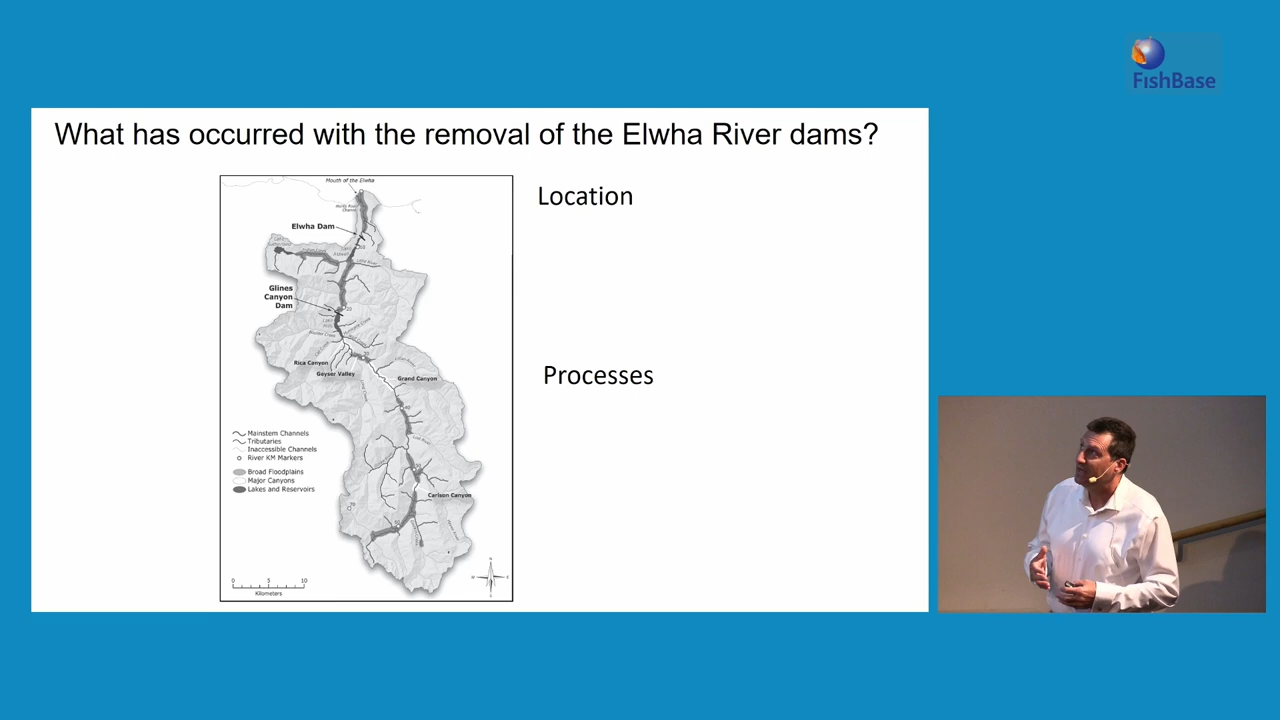 FishBase
What has occurred with the removal of the Elwha River dams?
Mouth of the Elwha
Elwha Dam
Glines
Canyon
Dam
Rica Canyon
Geyser Valley
Grand Canyon
Carlson Canyon
Mainstem Channels
Tributaries
Inaccessible Channels
River KM Markers
Broad Floodplains
Major Canyons
Lakes and Reservoirs
0 5 10
Kilometers
N
W E
S
Location
Processes